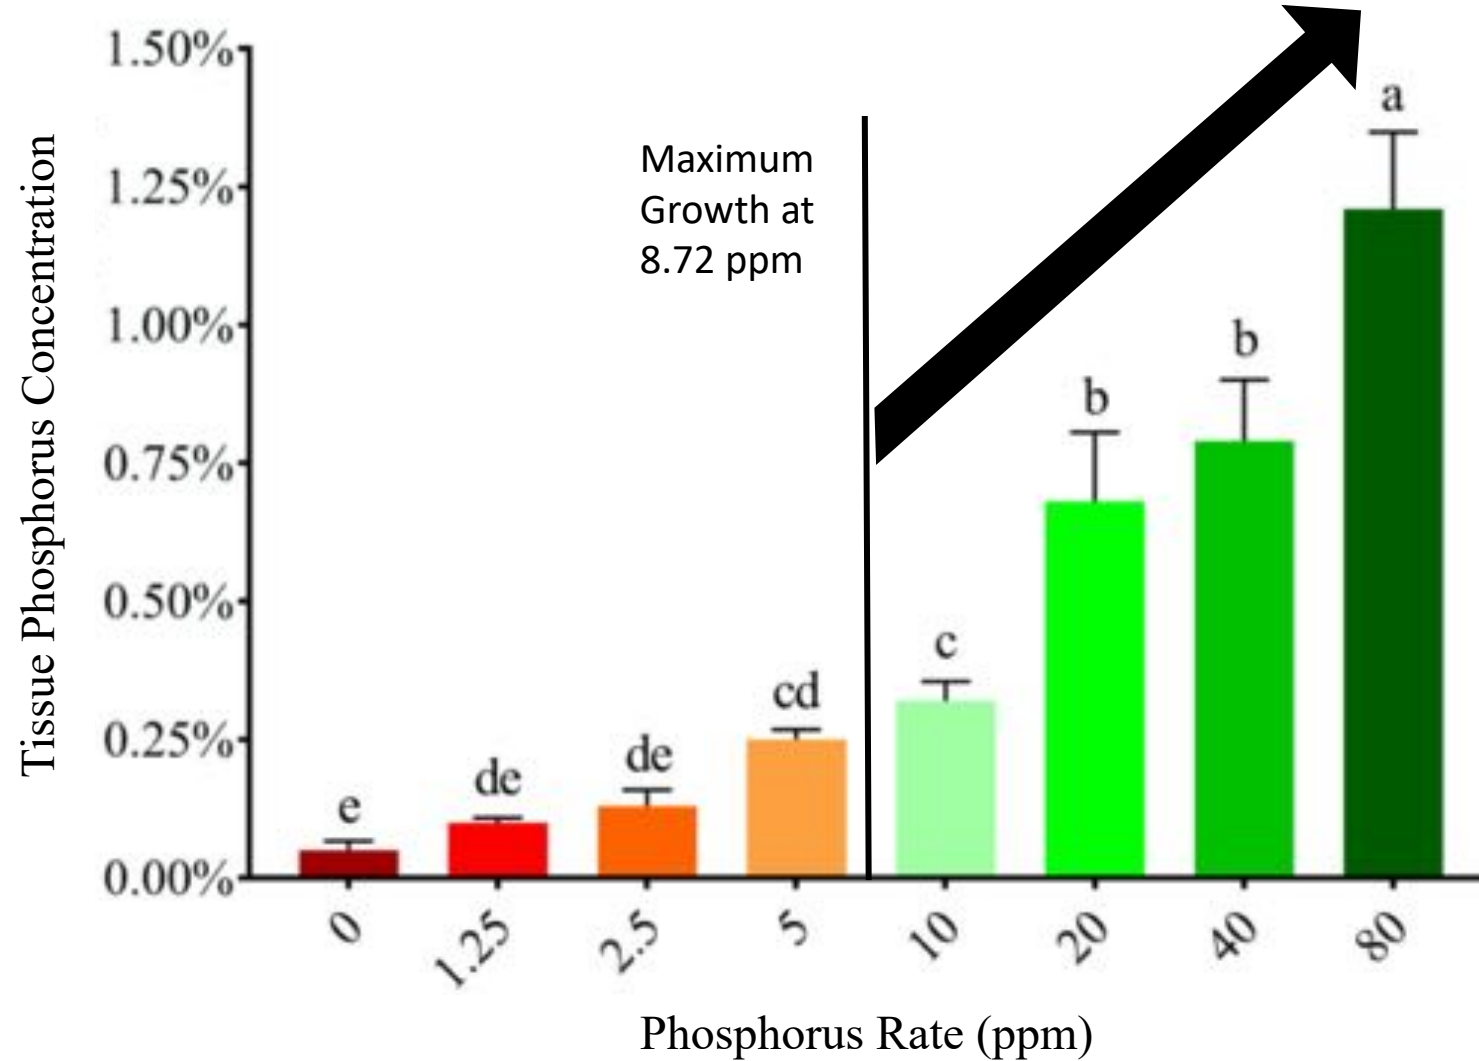 Tissue Phosphorus Concentration
1.50%
1.25%
1.00%
0.75%
0.50%
0.25%
0.00%
Maximum
Growth at
8.72 ppm
e
de
de
cd
c
b
b
a
0
1.25
2.5
5
10
20
40
80
Phosphorus Rate (ppm)